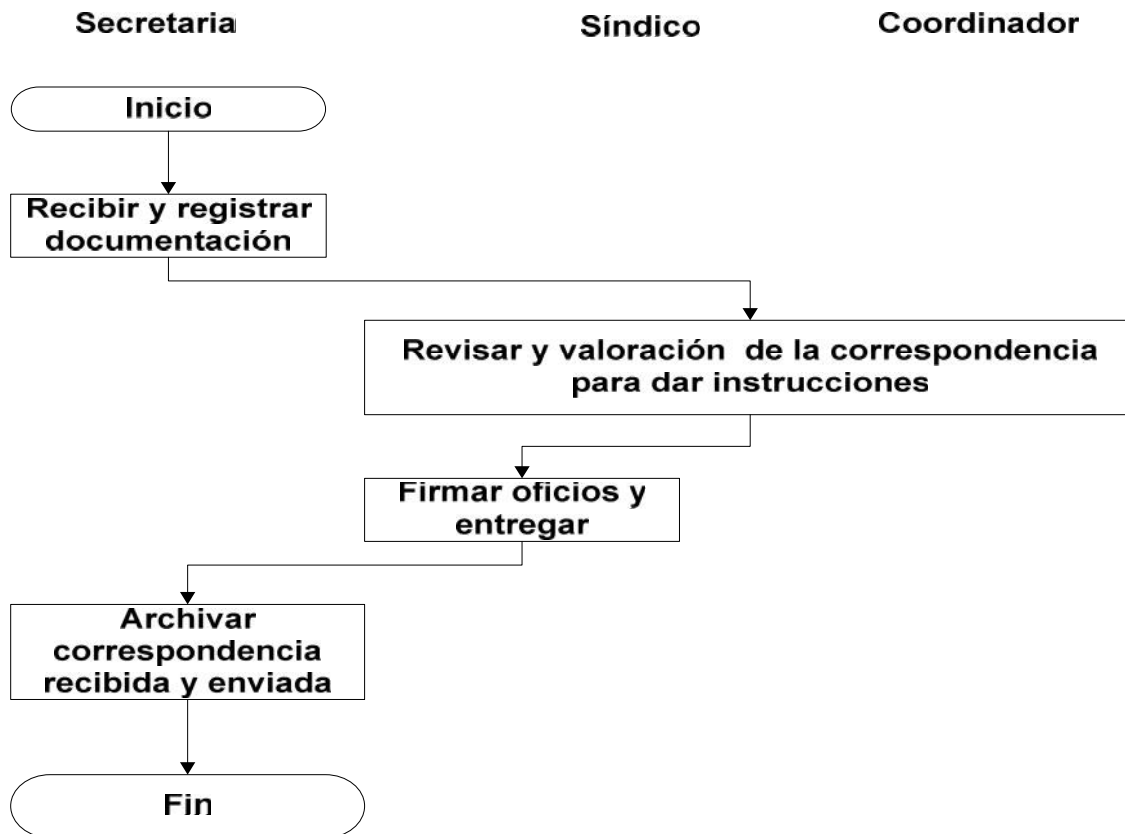 Secretaria
Síndico
Coordinador
Inicio
Recibir y registrar
documentación
Revisar y valoración de la correspondencia
para dar instrucciones
Firmar oficios y
entregar
Archivar
correspondencia
recibida y enviada
Fin